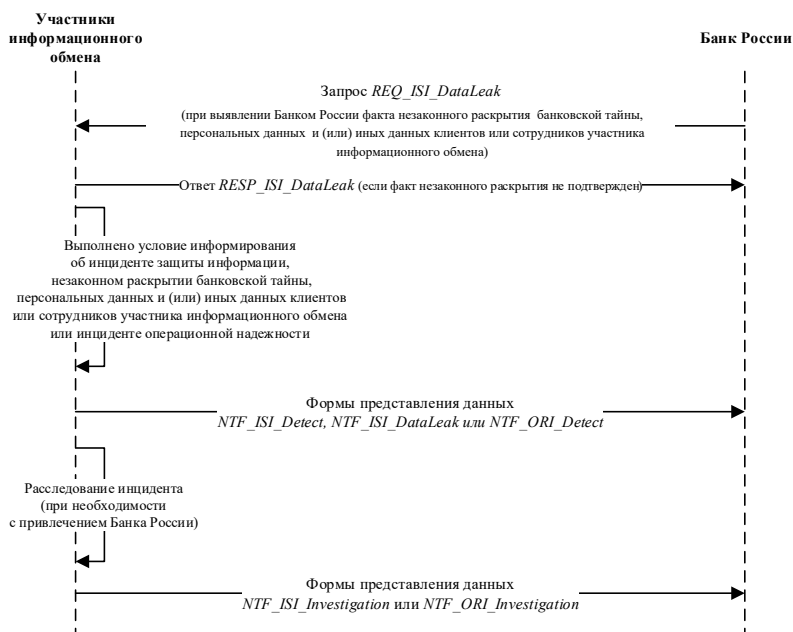 Участники
информационного
обмена
Банк России
Запрос REQ_ISI_DataLeak
(при выявлении Банком России факта незаконного раскрытия банковской тайны,
персональных данных и (или) иных данных клиентов или сотрудников участника
информационного обмена)
Ответ RESP_ISI_DataLeak (если факт незаконного раскрытия не подтвержден)
Выполнено условие информирования
об инциденте защиты информации,
незаконном раскрытии банковской тайны,
персональных данных и (или) иных данных клиентов
или сотрудников участника информационного обмена
или инциденте операционной надежности
Формы представления данных
NTF_ISI_Detect, NTF_ISI_DataLeak или NTF_ORI_Detect
Расследование инцидента
(при необходимости
с привлечением Банка России)
Формы представления данных
NTF_ISI_Investigation или NTF_ORI_Investigation